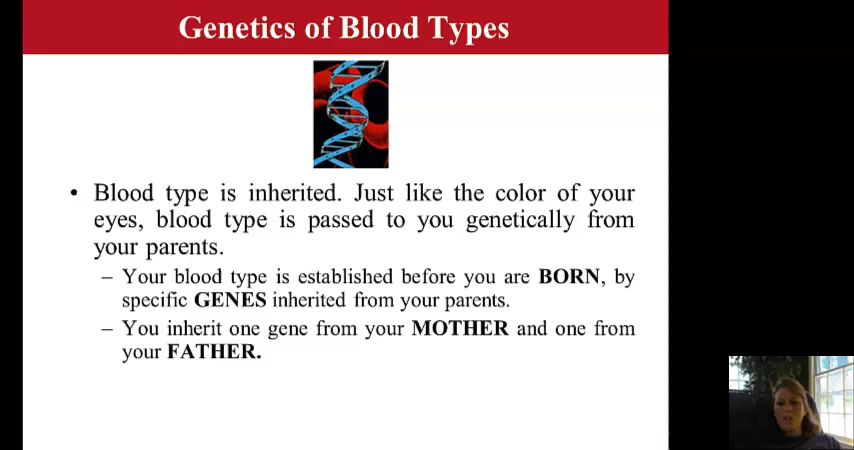 Genetics of Blood Types
• Blood type is inherited. Just like the color of your
eyes, blood type is passed to you genetically from
your parents.
– Your blood type is established before you are BORN, by
specific GENES inherited from your parents.
– You inherit one gene from your MOTHER and one from
your FATHER.